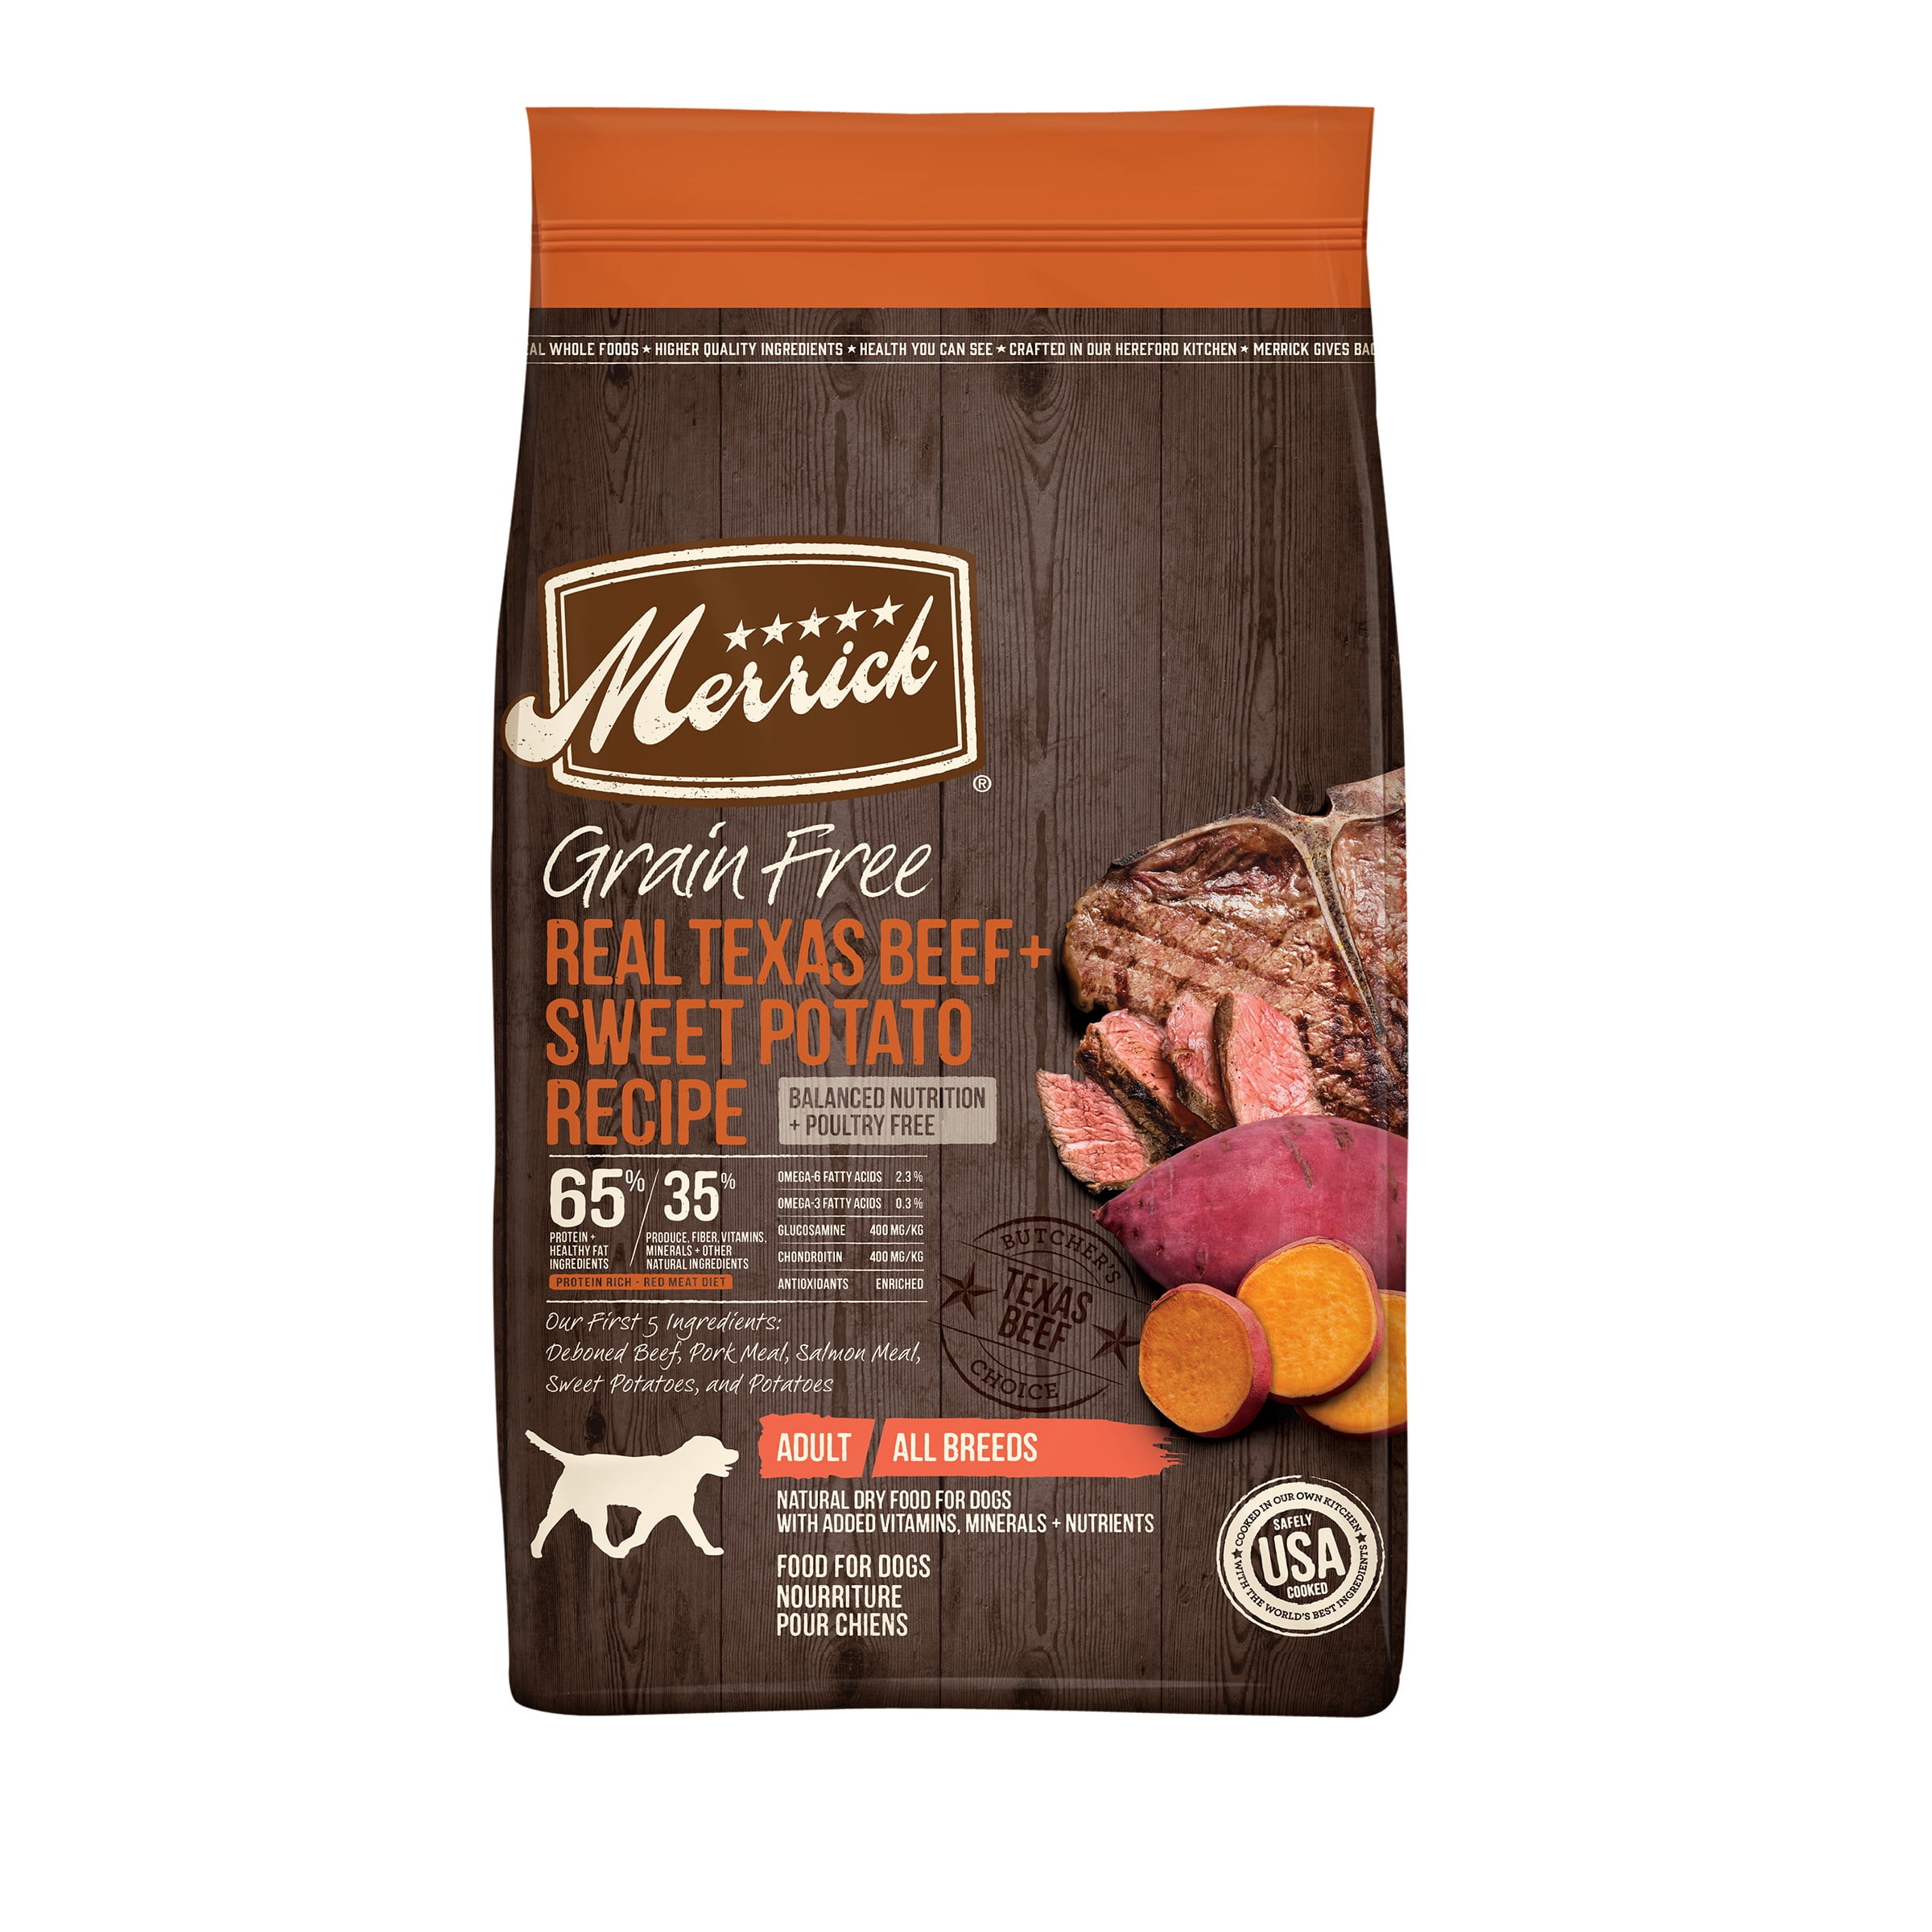 WHOLE FOODS ★ HIGHER QUALITY INGREDIENTS ★ HEALTH YOU CAN SEE ★ CRAFTED IN OUR HEREFORD KITCHEN ★ MERRICK GIVES
Merrick
®
Grain Free
REAL TEXAS BEEF +
SWEET POTATO
RECIPE
BALANCED NUTRITION
+ POULTRY FREE
65% / 35%
PROTEIN +
HEALTHY FAT
INGREDIENTS
PRODUCE, FIBER, VITAMINS,
MINERALS + OTHER
NATURAL INGREDIENTS
PROTEIN RICH - RED MEAT DIET
OMEGA-6 FATTY ACIDS 2.3 %
OMEGA-3 FATTY ACIDS 0.3 %
GLUCOSAMINE 400 MG/KG
CHONDROITIN 400 MG/KG
ANTIOXIDANTS ENRICHED
Our First 5 Ingredients:
Deboned Beef, Pork Meal, Salmon Meal,
Sweet Potatoes, and Potatoes
BUTCHER'S
TEXAS
BEEF
CHOICE
ADULT / ALL BREEDS
NATURAL DRY FOOD FOR DOGS
WITH ADDED VITAMINS, MINERALS + NUTRIENTS
FOOD FOR DOGS
NOURRITURE
POUR CHIENS
COOKED IN OUR OWN KITCHEN
SAFELY
USA
COOKED
WITH THE WORLD'S BEST INGREDIENTS